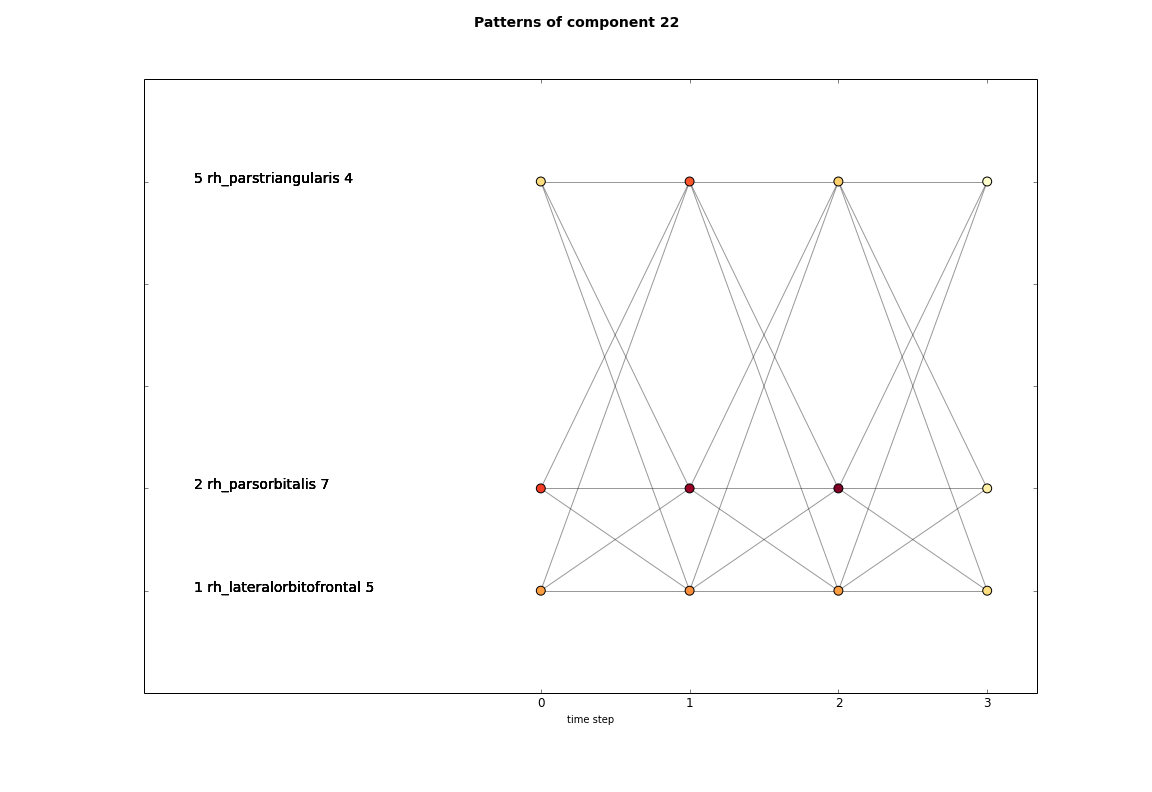 Patterns of component 22
5 rh_parstriangularis 4
2 rh_parsorbitalis 7
1 rh_lateralorbitofrontal 5
0 1 2 3
time step